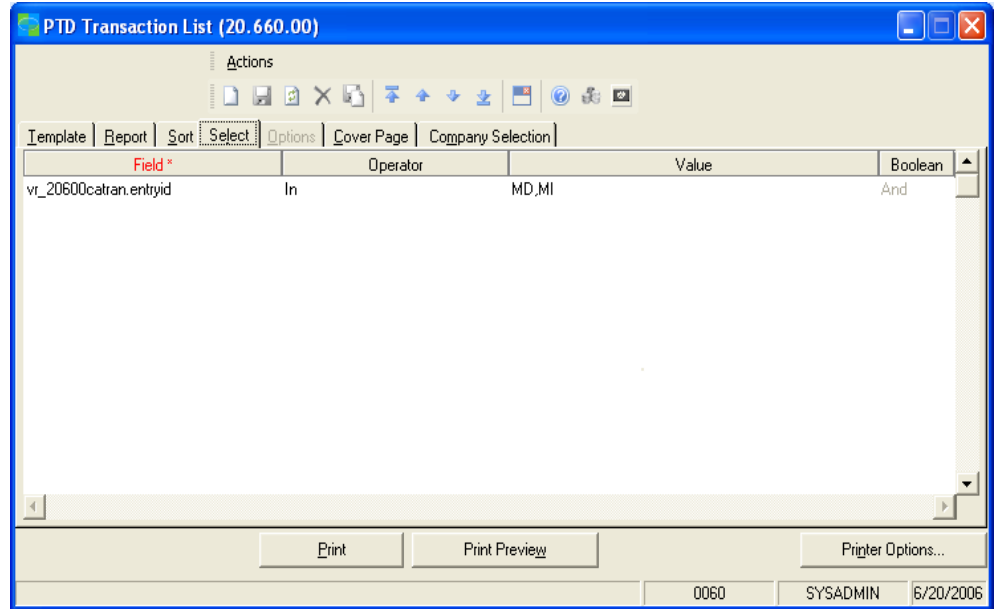 PTD Transaction List (20.660.00)
Actions
Template Report Sort Select Options Cover Page Company Selection
Field * Operator Value Boolean
vr_20600catran.entryid In MD,MI And
Print Print Preview Printer Options...
0060 SYSADMIN 6/20/2006